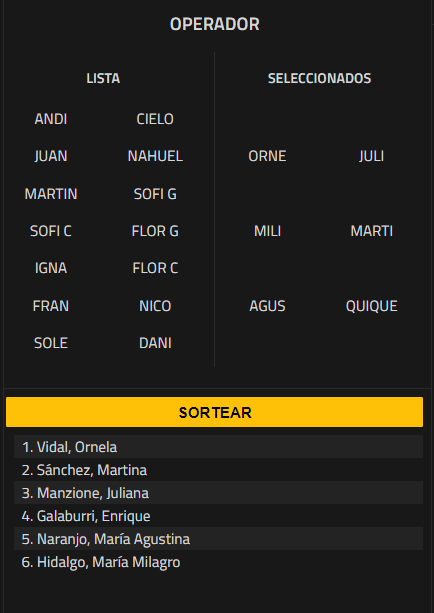 OPERADOR
LISTA SELECCIONADOS
ANDI CIELO
JUAN NAHUEL ORNE JULI
MARTIN SOFI G
SOFI C FLOR G MILI MARTI
IGNA FLOR C
FRAN NICO AGUS QUIQUE
SOLE DANI
SORTEAR
1. Vidal, Ornela
2. Sánchez, Martina
3. Manzione, Juliana
4. Galaburri, Enrique
5. Naranjo, María Agustina
6. Hidalgo, María Milagro